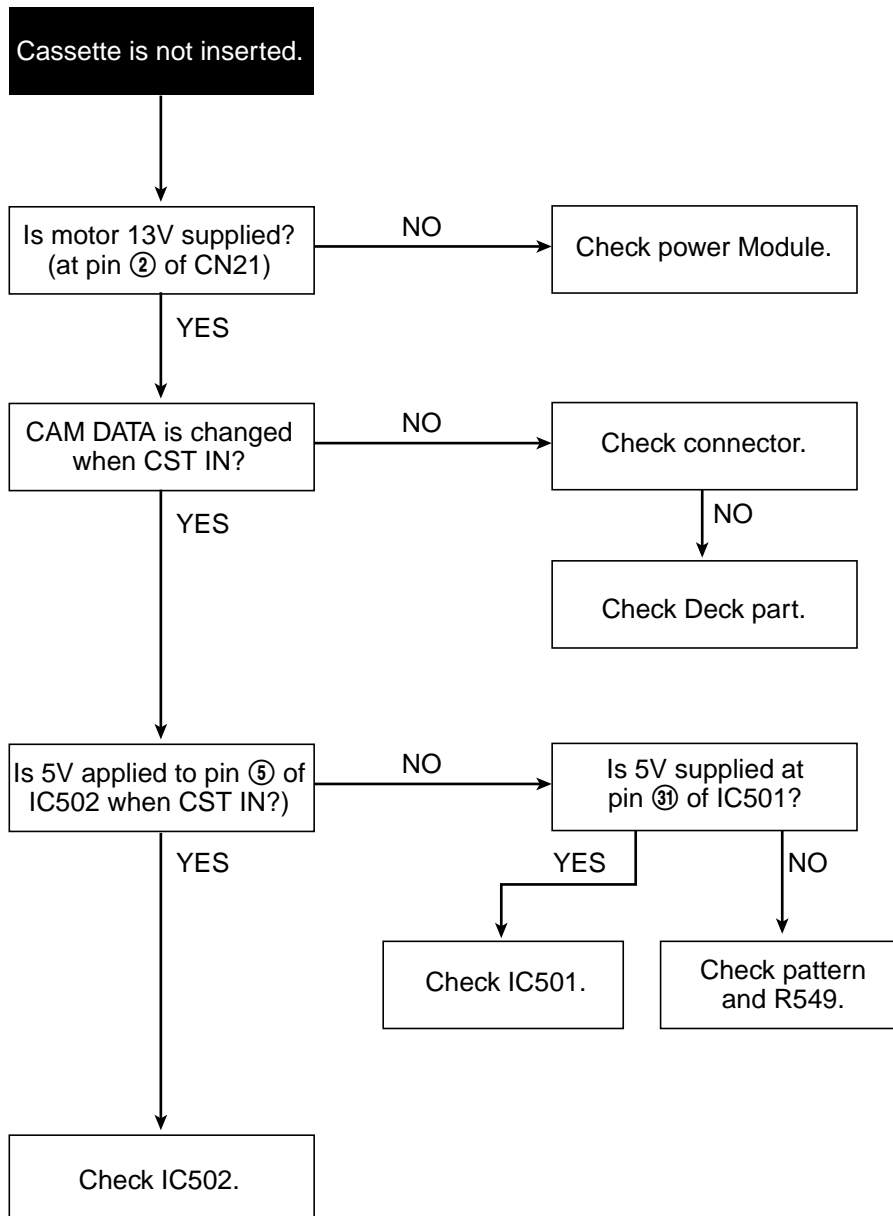 Cassette is not inserted.
Is motor 13V supplied?
(at pin ② of CN21)
NO
Check power Module.
YES
CAM DATA is changed
when CST IN?
NO
Check connector.
NO
Check Deck part.
YES
Is 5V applied to pin ⑤ of
IC502 when CST IN?)
NO
Is 5V supplied at
pin ㉛ of IC501?
YES
Check IC501.
NO
Check pattern
and R549.
YES
Check IC502.